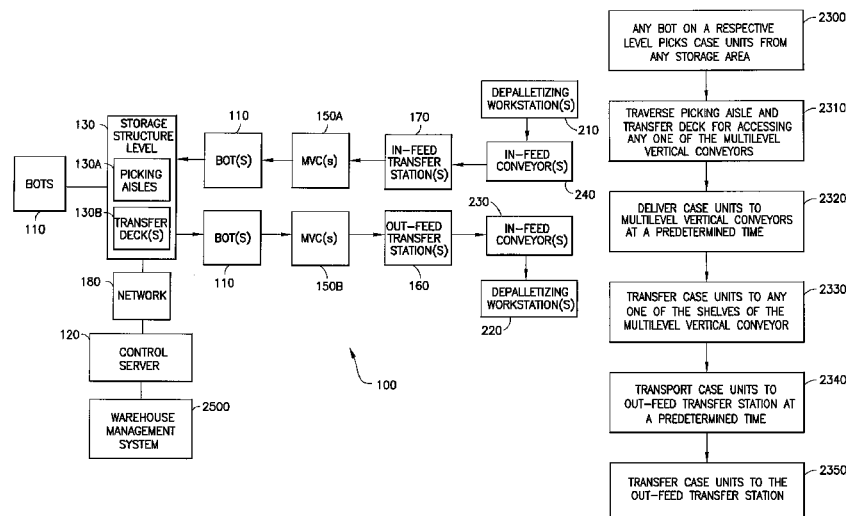 BOTS
110
130
STORAGE
STRUCTURE
LEVEL
130A
PICKING
AISLES
130B
TRANSFER
DECK(S)
180
NETWORK
120
CONTROL
SERVER
2500
WAREHOUSE
MANAGEMENT
SYSTEM
110
BOT(S)
150A
MVC(s)
170
IN-FEED
TRANSFER
STATION(S)
DEPALLETIZING
WORKSTATION(S)
210
IN-FEED
CONVEYOR(S)
240
BOT(S)
110
MVC(s)
150B
OUT-FEED
TRANSFER
STATION(S)
160
230
IN-FEED
CONVEYOR(S)
DEPALLETIZING
WORKSTATION(S)
220
100
2300
ANY BOT ON A RESPECTIVE
LEVEL PICKS CASE UNITS FROM
ANY STORAGE AREA
2310
TRAVERSE PICKING AISLE AND
TRANSFER DECK FOR ACCESSING
ANY ONE OF THE MULTILEVEL
VERTICAL CONVEYORS
2320
DELIVER CASE UNITS TO
MULTILEVEL VERTICAL CONVEYORS
AT A PREDETERMINED TIME
2330
TRANSFER CASE UNITS TO ANY
ONE OF THE SHELVES OF THE
MULTILEVEL VERTICAL CONVEYOR
2340
TRANSPORT CASE UNITS TO
OUT-FEED TRANSFER STATION AT
A PREDETERMINED TIME
2350
TRANSFER CASE UNITS TO THE
OUT-FEED TRANSFER STATION